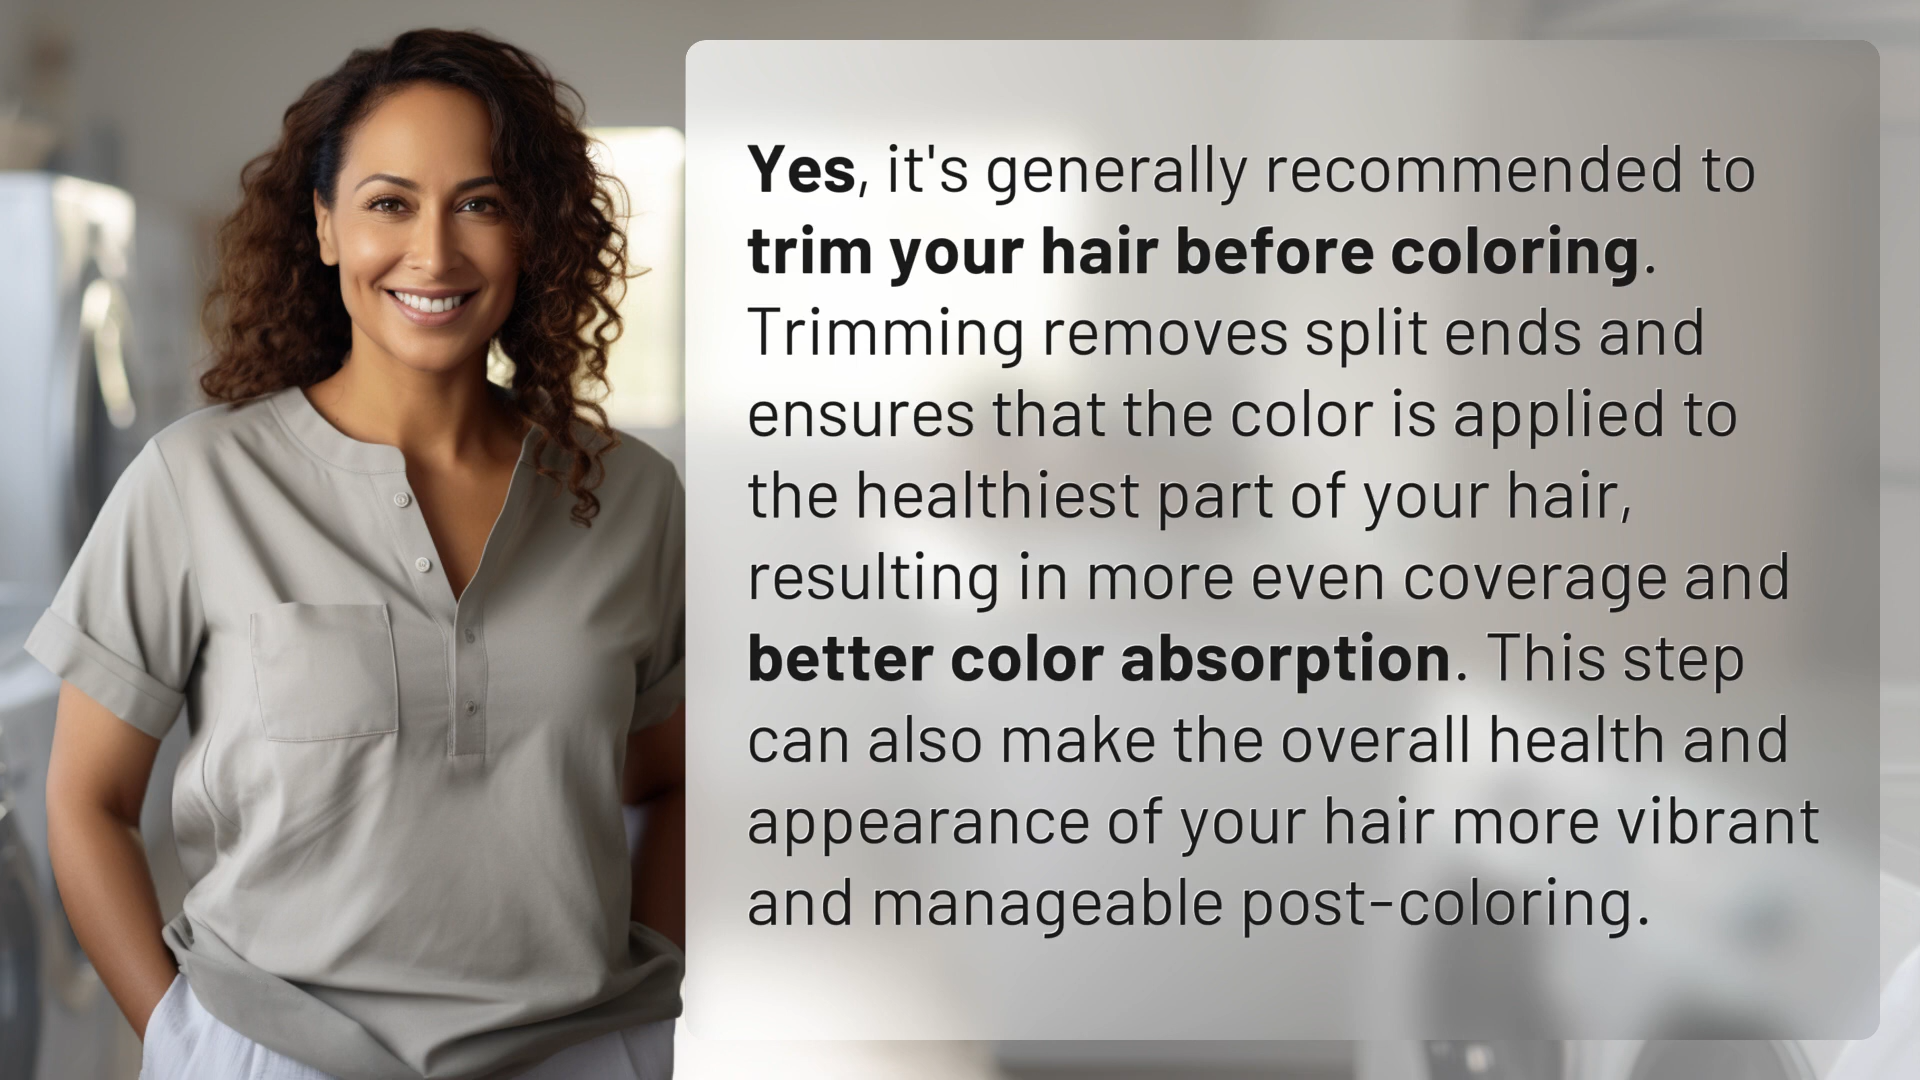 Yes, it's generally recommended to
trim your hair before coloring.
Trimming removes split ends and
ensures that the color is applied to
the healthiest part of your hair,
resulting in more even coverage and
better color absorption. This step
can also make the overall health and
appearance of your hair more vibrant
and manageable post-coloring.